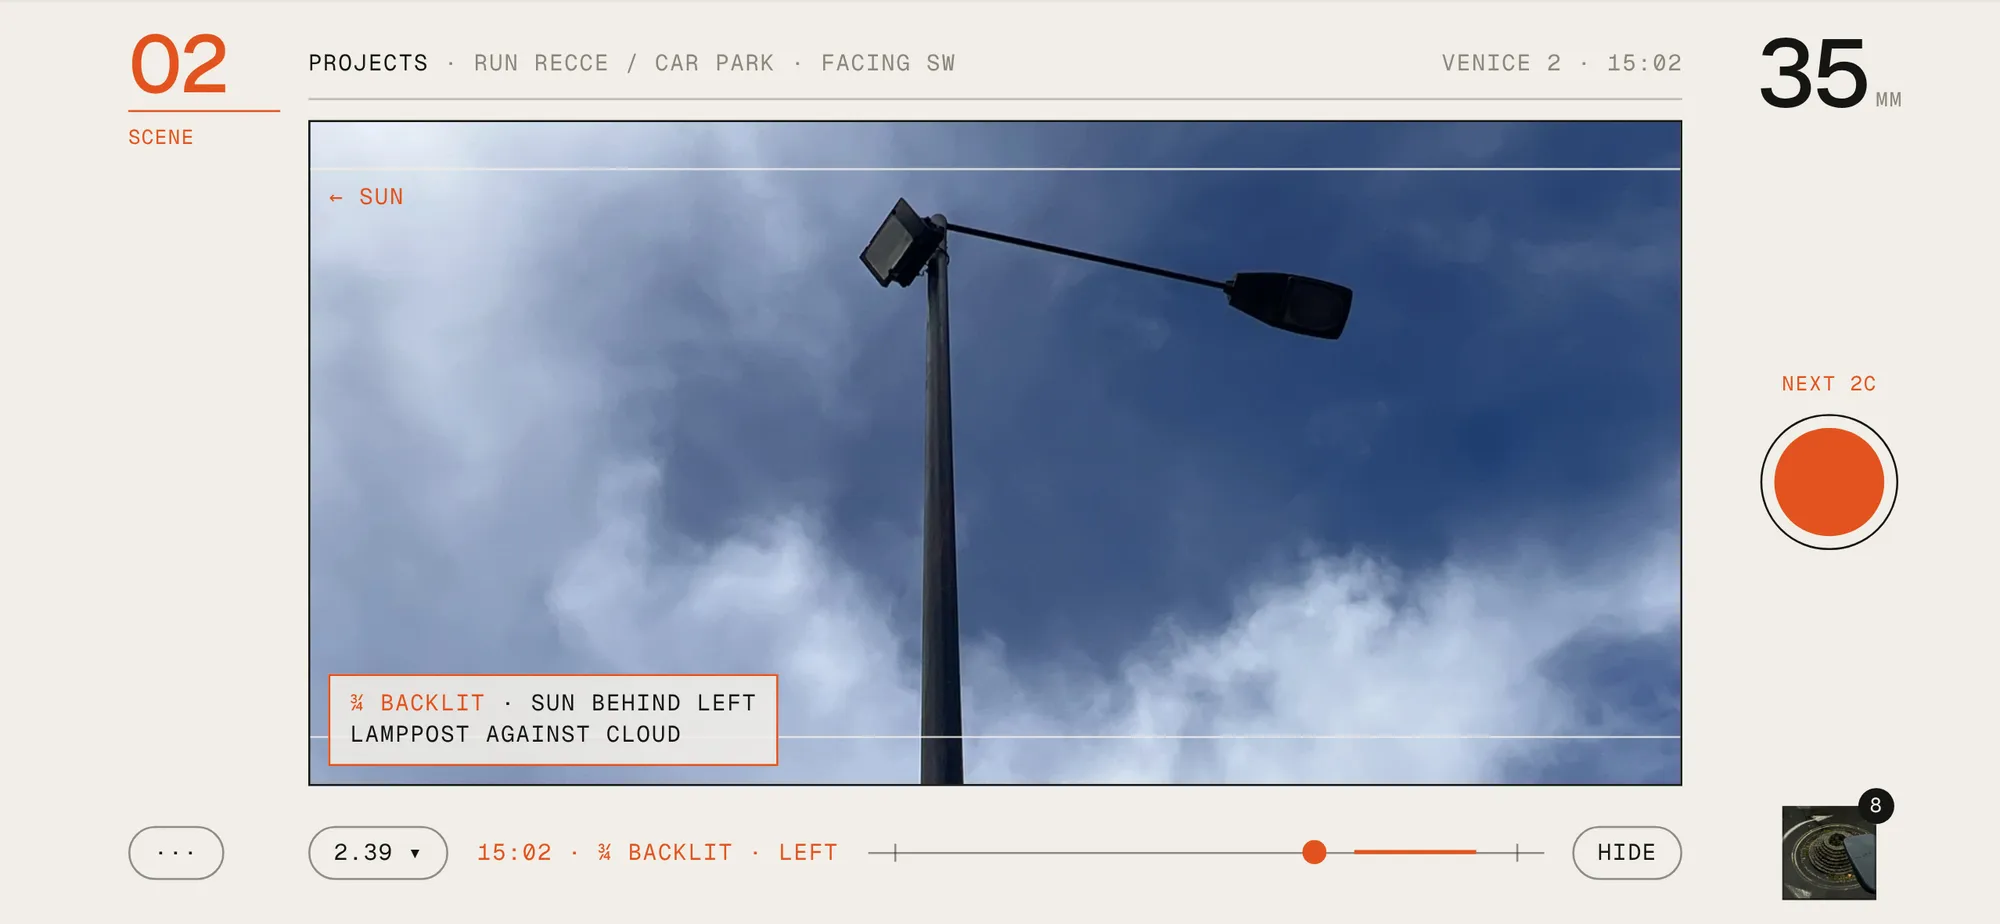 02
SCENE
PROJECTS · RUN RECCE / CAR PARK · FACING SW
VENICE 2 · 15:02
35 MM
← SUN
¾ BACKLIT · SUN BEHIND LEFT
LAMPPOST AGAINST CLOUD
NEXT 2C
···
2.39 ▼
15:02 · ¾ BACKLIT · LEFT
HIDE
8